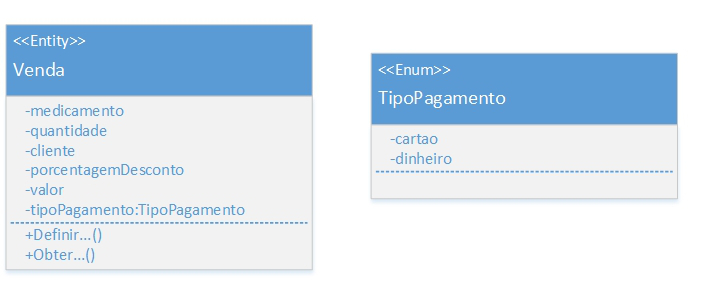 <<Entity>>
Venda
-medicamento
-quantidade
-cliente
-porcentagemDesconto
-valor
-tipoPagamento:TipoPagamento
+Definir...()
+Obter...()
<<Enum>>
TipoPagamento
-cartao
-dinheiro